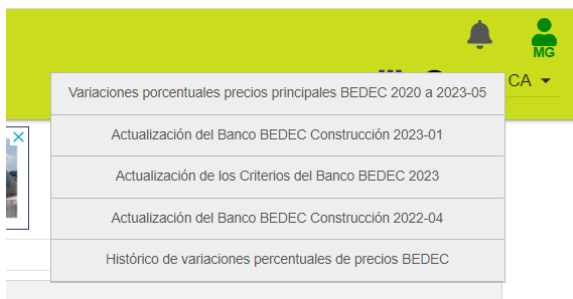 MG
CA
Variaciones porcentuales precios principales BEDEC 2020 a 2023-05
Actualización del Banco BEDEC Construcción 2023-01
Actualización de los Criterios del Banco BEDEC 2023
Actualización del Banco BEDEC Construcción 2022-04
Histórico de variaciones percentuales de precios BEDEC